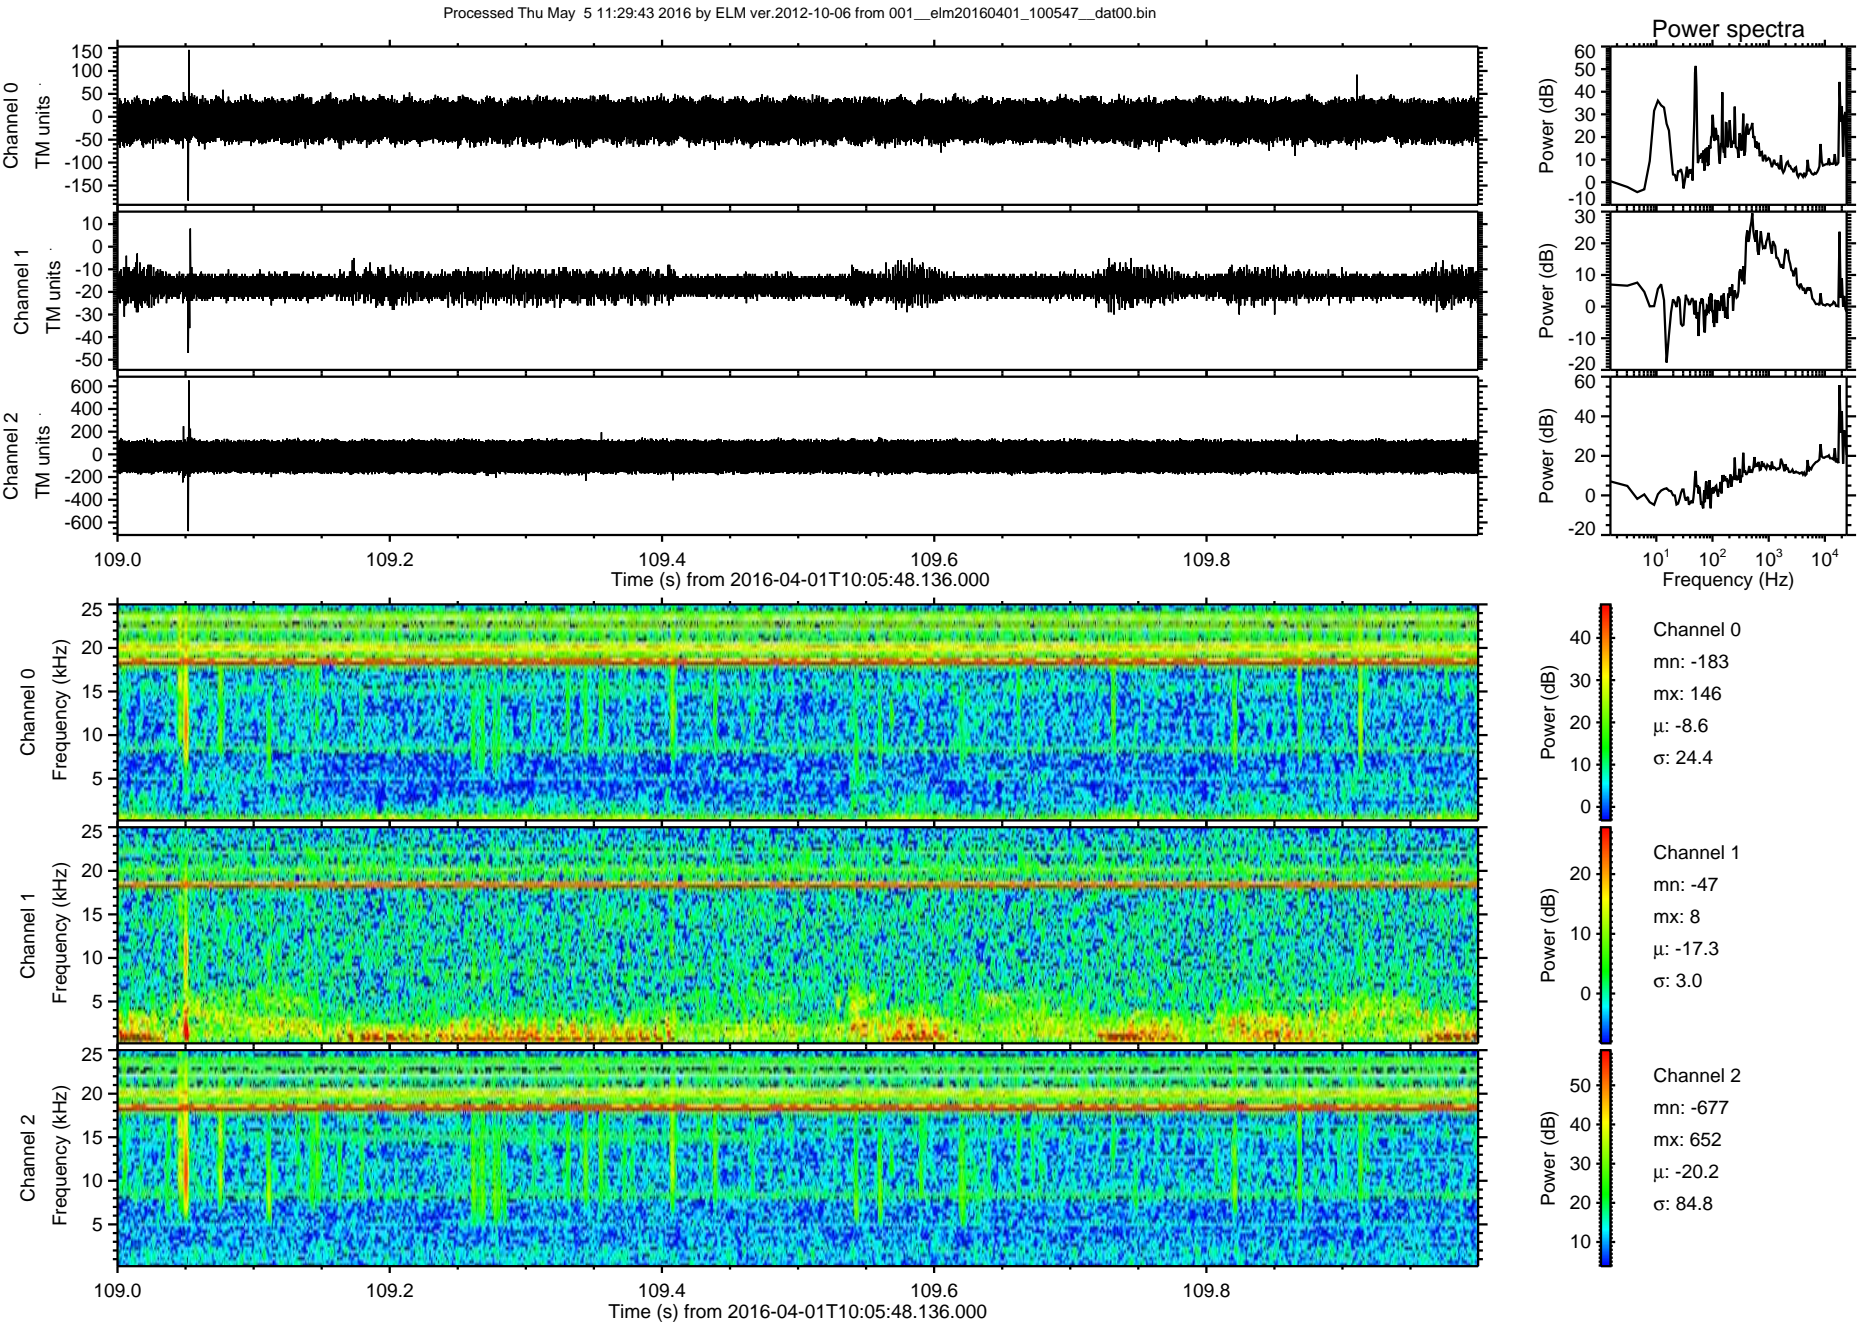 Processed Thu May  5 11:29:43 2016 by ELM ver.2012-10-06 from 001__elm20160401_100547__dat00.bin
Power spectra
Channel 0
TM units
150
100
50
0
-50
-100
-150
Power (dB)
60
50
40
30
20
10
0
-10
Channel 1
TM units
10
0
-10
-20
-30
-40
-50
Power (dB)
30
20
10
0
-10
-20
Channel 2
TM units
600
400
200
0
-200
-400
-600
Power (dB)
60
40
20
0
-20
109.0 109.2 109.4 109.6 109.8
Time (s) from 2016-04-01T10:05:48.136.000
10¹ 10² 10³ 10⁴
Frequency (Hz)
Channel 0
Frequency (kHz)
25
20
15
10
5
Power (dB)
40
30
20
10
0
Channel 0
mn: -183
mx: 146
μ: -8.6
σ: 24.4
Channel 1
Frequency (kHz)
25
20
15
10
5
Power (dB)
20
10
0
Channel 1
mn: -47
mx: 8
μ: -17.3
σ: 3.0
Channel 2
Frequency (kHz)
25
20
15
10
5
Power (dB)
50
40
30
20
10
Channel 2
mn: -677
mx: 652
μ: -20.2
σ: 84.8
109.0 109.2 109.4 109.6 109.8
Time (s) from 2016-04-01T10:05:48.136.000